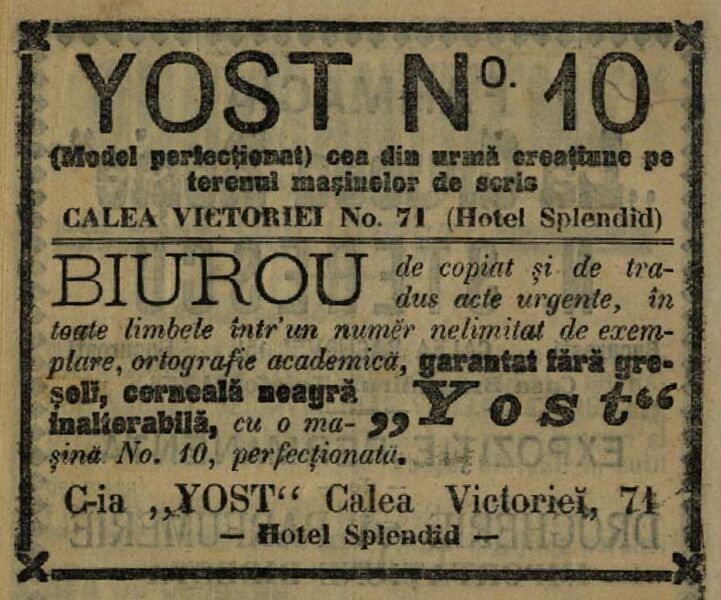 YOST No. 10
(Model perfecționat) cea din urmă creațiune pe
terenul mașinelor de scris
CALEA VICTORIEI No. 71 (Hotel Splendid)
BIUROU de copiat și de tra-
dus acte urgente, în
toate limbele într'un numĕr nelimitat de exem-
plare, ortografie academică, garantat fără gre-
șeli, cerneală neagră
inalterabilă, cu o ma- „Yost“
șină No. 10, perfecționată.
C-ia „YOST“ Calea Victorieĭ, 71
— Hotel Splendid —